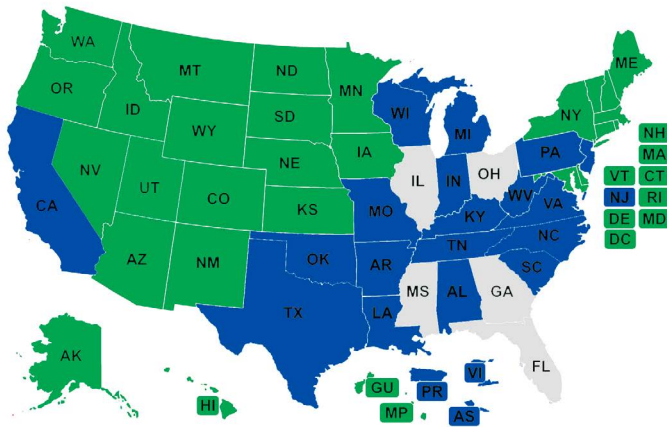 WA
MT
ND
MN
ME
OR
ID
SD
WI
NY
WY
MI
NH
IA
PA
MA
NE
NV
IL
IN
OH
VT
CT
UT
CO
CA
KS
MO
WV
VA
NJ
RI
KY
DE
MD
AZ
NM
OK
AR
TN
NC
DC
SC
MS
AL
GA
TX
LA
AK
FL
VI
GU
PR
HI
MP
AS